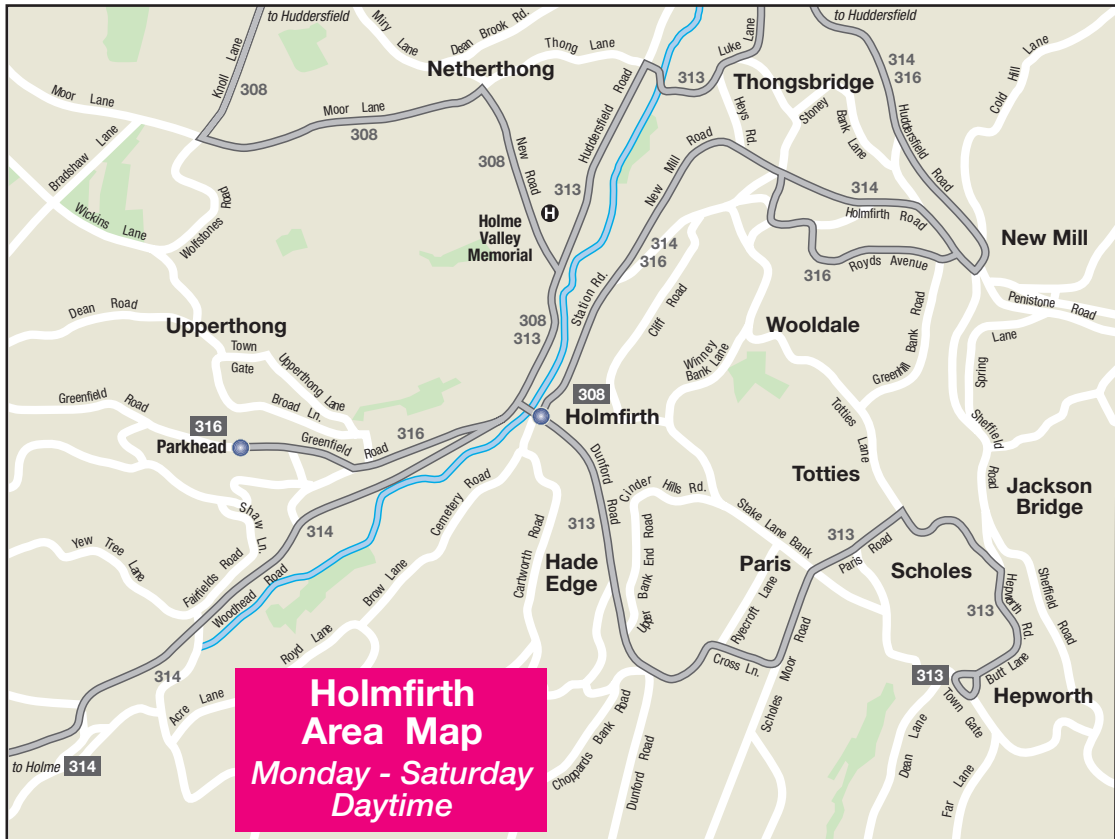 to Huddersfield
to Huddersfield
Miry Lane
Dean Brook Rd.
Knoll Lane
Thong Lane
Luke Lane
Cold Hill Lane
Netherthong
313
Thongsbridge
314
316
Moor Lane
308
Moor Lane
308
Huddersfield Road
Heys Rd.
Stoney Bank Lane
Huddersfield Road
Bradshaw Lane
308
New Road
313
New Mill Road
314
Wickins Lane
Wolfstones Road
H
Holme
Valley
Memorial
Holmfirth Road
New Mill
314
316
316
Royds Avenue
Station Rd.
Penistone Road
Dean Road
Upperthong
308
313
Cliff Road
Wooldale
Greenhill Bank Road
Spring Lane
Town
Gate
Upperthong Lane
Winney
Bank Lane
Greenfield Road
Broad Ln.
308
Holmfirth
316
Parkhead
Greenfield Road
316
Totties Lane
Sheffield Road
Dunford Road
Totties
Cinder Hills Rd.
Jackson
Bridge
Shaw Ln.
314
Cemetery Road
Stake Lane Bank
313
313
Paris Road
Yew Tree Lane
Fairfields Road
Woodhead Road
Brow Lane
Cartworth Road
Hade
Edge
Upper Bank End Road
Paris
Ryecroft Lane
Scholes
Hepworth Rd.
313
Sheffield Road
Royd Lane
314
Acre Lane
Cross Ln.
Scholes Moor Road
Butt Lane
313
Hepworth
Town Gate
Holmfirth
Area Map
Monday - Saturday
Daytime
Choppards Bank Road
Dunford Road
Dean Lane
Far Lane
to Holme 314